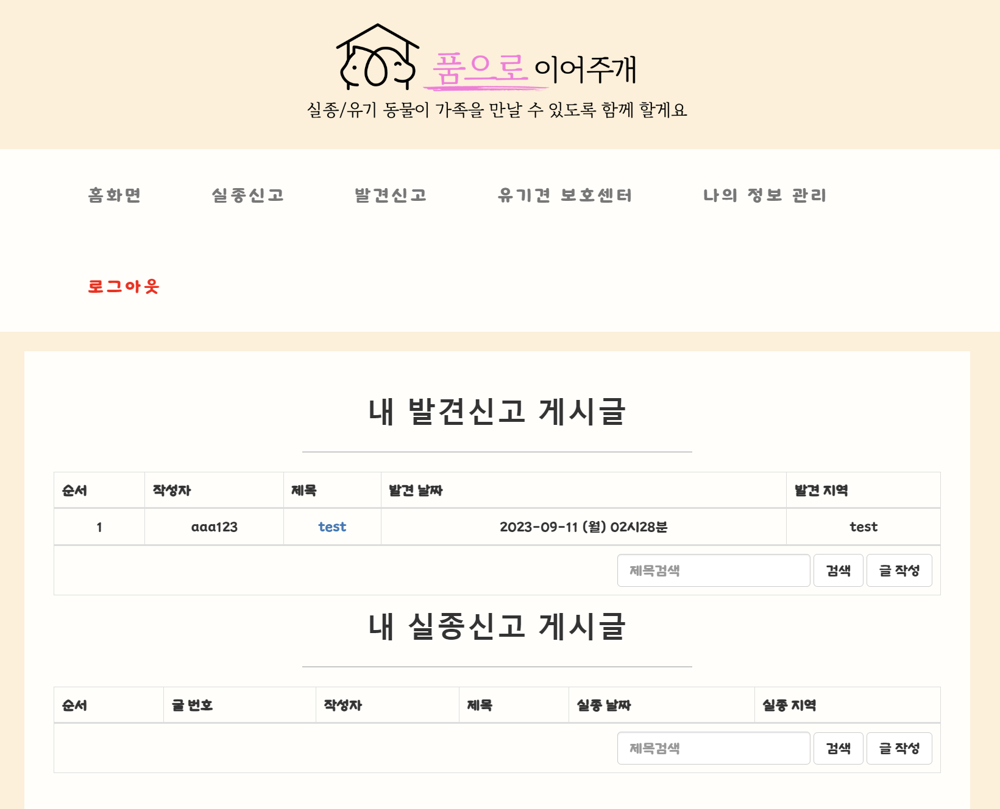 품으로 이어주개
실종/유기 동물이 가족을 만날 수 있도록 함께 할게요
홈화면 실종신고 발견신고 유기견 보호센터 나의 정보 관리
로그아웃
내 발견신고 게시글
순서 작성자 제목 발견 날짜 발견 지역
1 aaa123 test 2023-09-11 (월) 02시28분 test
제목검색 검색 글 작성
내 실종신고 게시글
순서 글 번호 작성자 제목 실종 날짜 실종 지역
제목검색 검색 글 작성